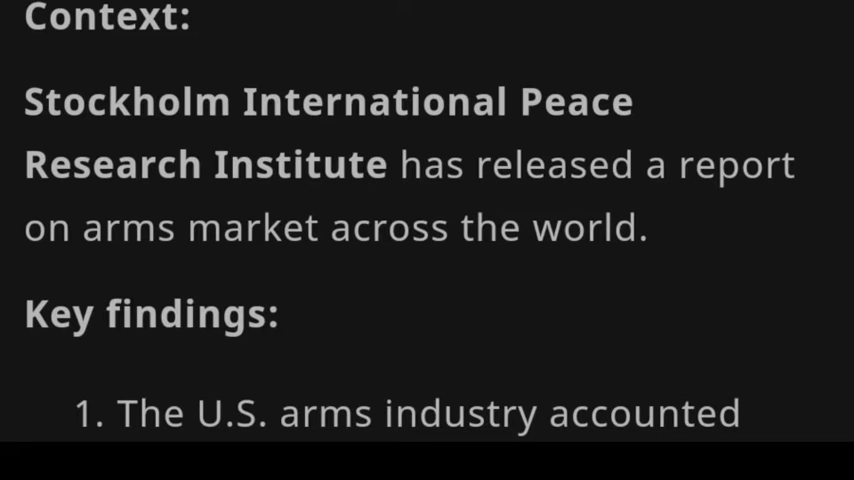 Context:
Stockholm International Peace
Research Institute has released a report
on arms market across the world.
Key findings:
1. The U.S. arms industry accounted